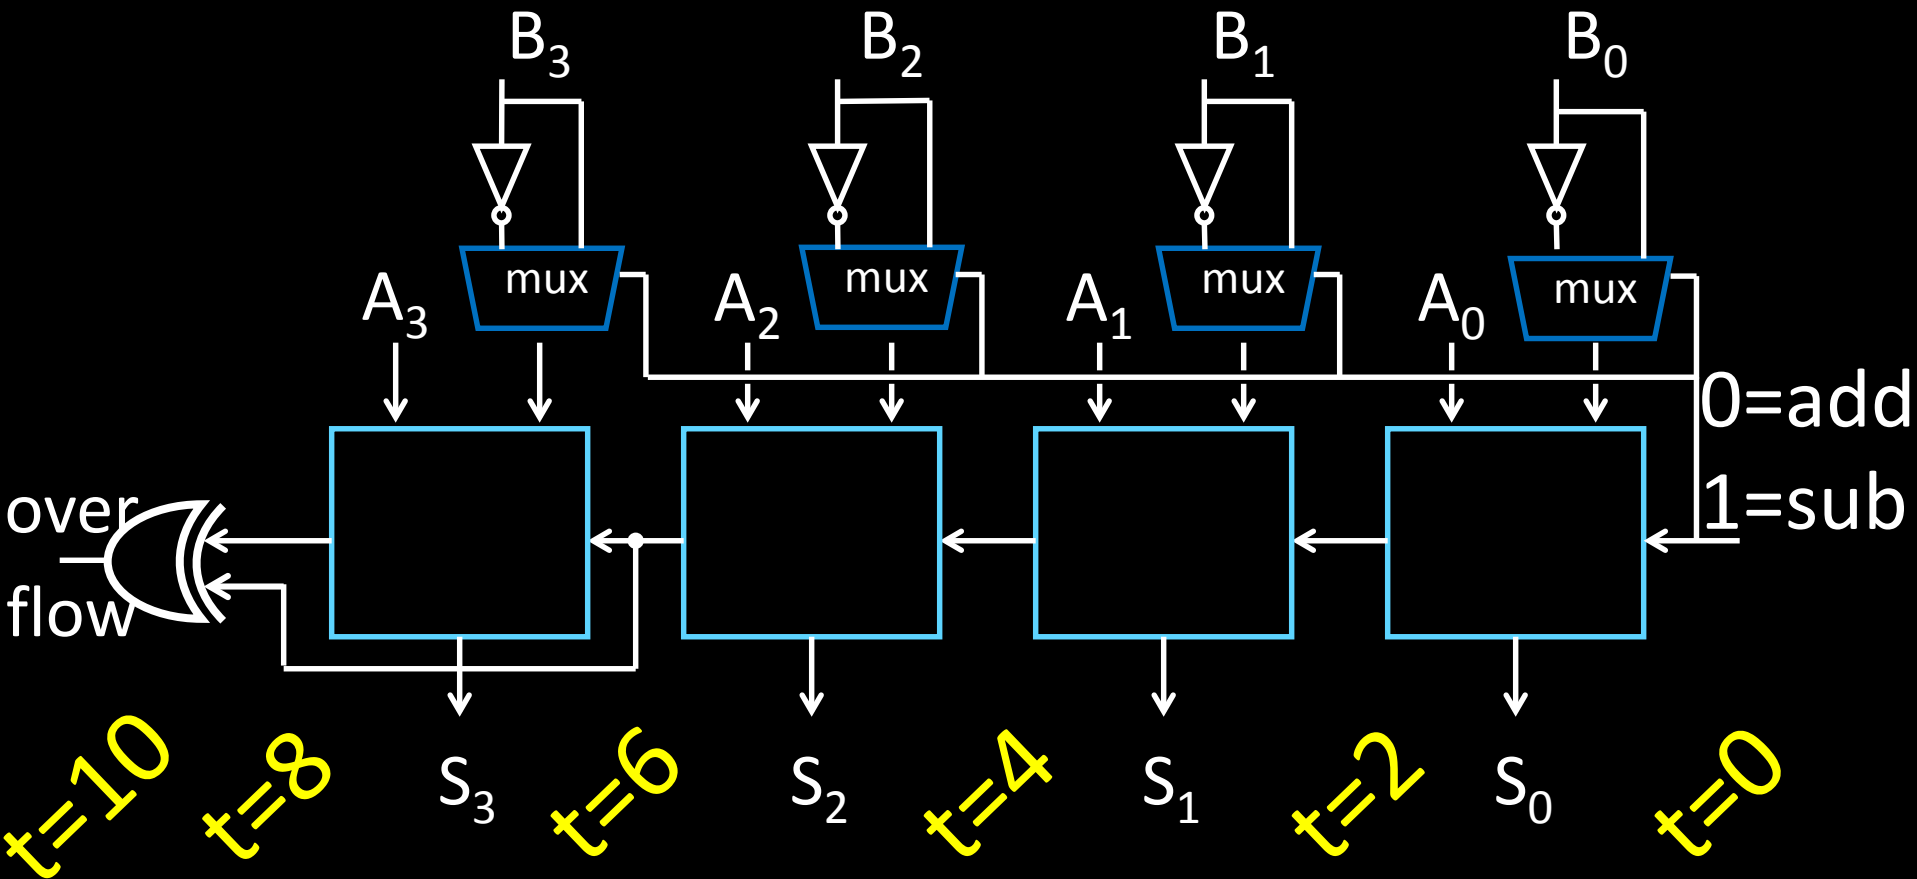 B3 B2 B1 B0
mux mux mux mux
A3 A2 A1 A0
0=add
1=sub
over
flow
t=10 t=8 S3 t=6 S2 t=4 S1 t=2 S0 t=0